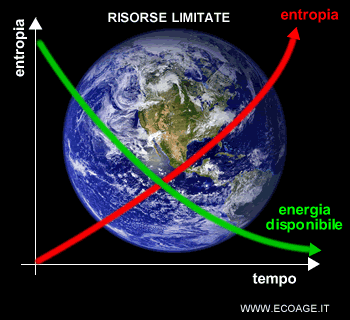 RISORSE LIMITATE
entropia
entropia
energia
disponibile
tempo
WWW.ECOAGE.IT